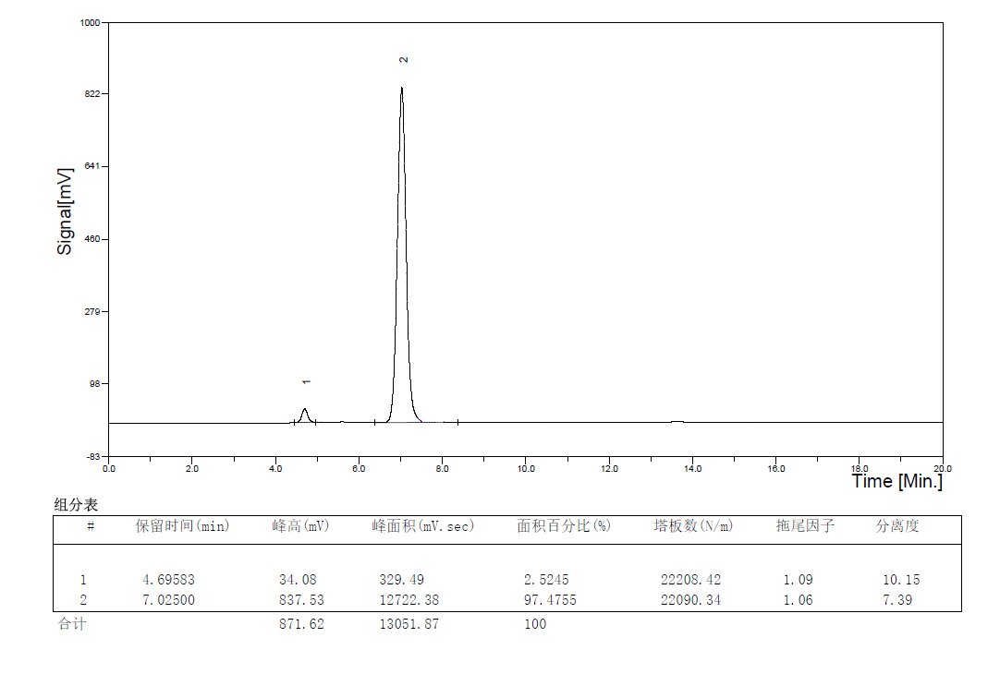 1000
822
641
460
279
98
-83
Signal[mV]
1
2
0.0 2.0 4.0 6.0 8.0 10.0 12.0 14.0 16.0 18.0 20.0
Time [Min.]
组分表
# 保留时间(min) 峰高(mV) 峰面积(mV.sec) 面积百分比(%) 塔板数(N/m) 拖尾因子 分离度
1 4.69583 34.08 329.49 2.5245 22208.42 1.09 10.15
2 7.02500 837.53 12722.38 97.4755 22090.34 1.06 7.39
合计 871.62 13051.87 100